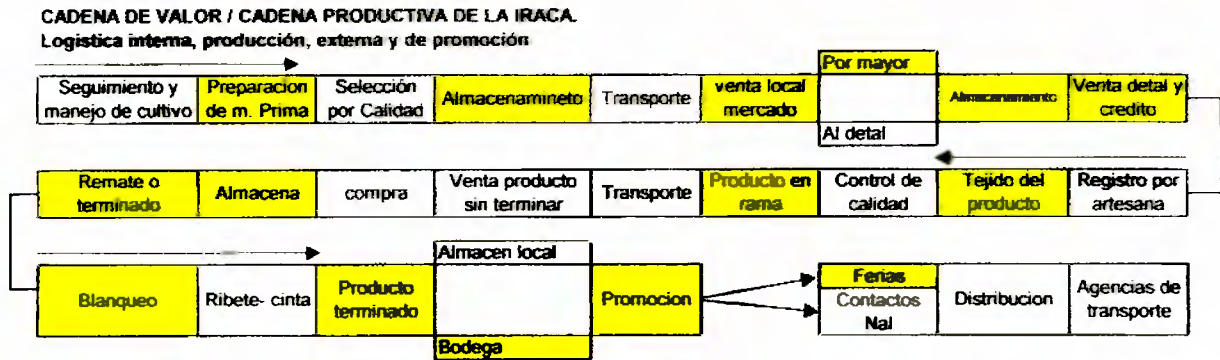 CADENA DE VALOR / CADENA PRODUCTIVA DE LA IRACA.
Logistica interna, producción, externa y de promoción
Por mayor
Seguimiento y
manejo de cultivo
Preparacion
de m. Prima
Selección
por Calidad
Almacenamineto
Transporte
venta local
mercado
Almacenamiento
Venta detal y
credito
Al detal
Remate o
terminado
Almacena
compra
Venta producto
sin terminar
Transporte
Producto en
rama
Control de
calidad
Tejido del
producto
Registro por
artesana
Almacen local
Blanqueo
Ribete- cinta
Producto
terminado
Promocion
Ferias
Contactos
Nal
Distribucion
Agencias de
transporte
Bodega